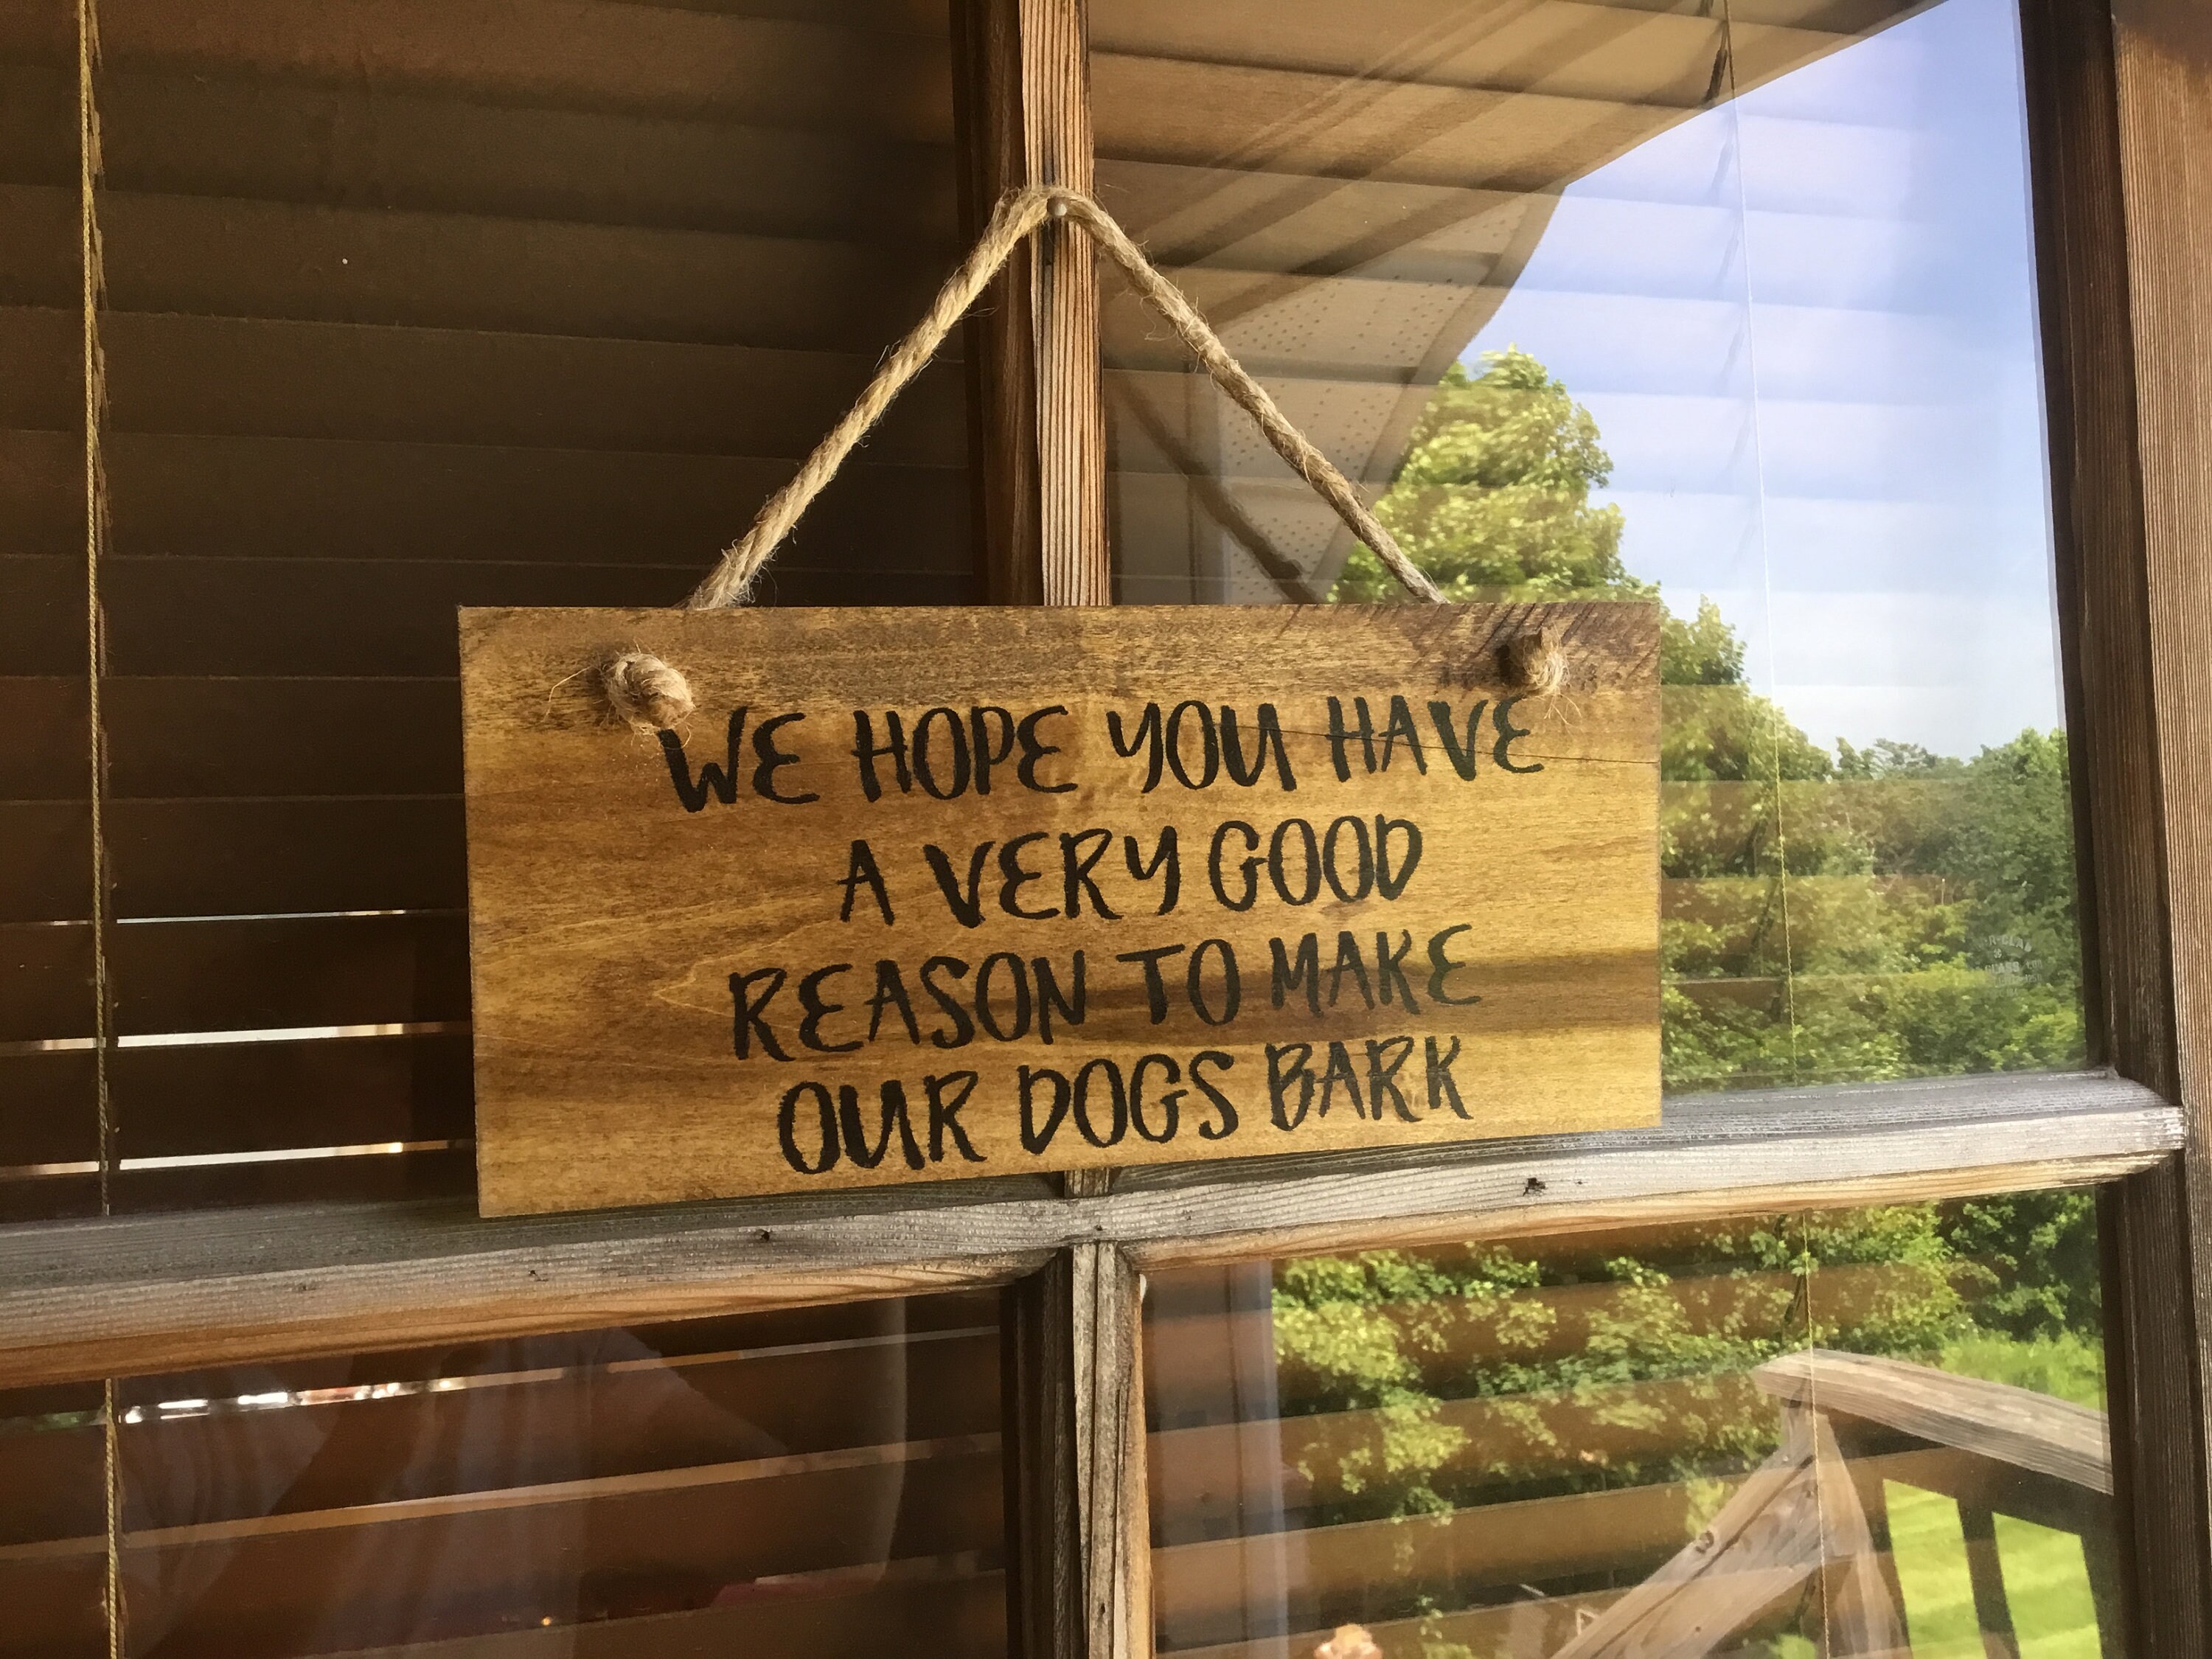 WE HOPE YOU HAVE
A VERY GOOD
REASON TO MAKE
OUR DOGS BARK